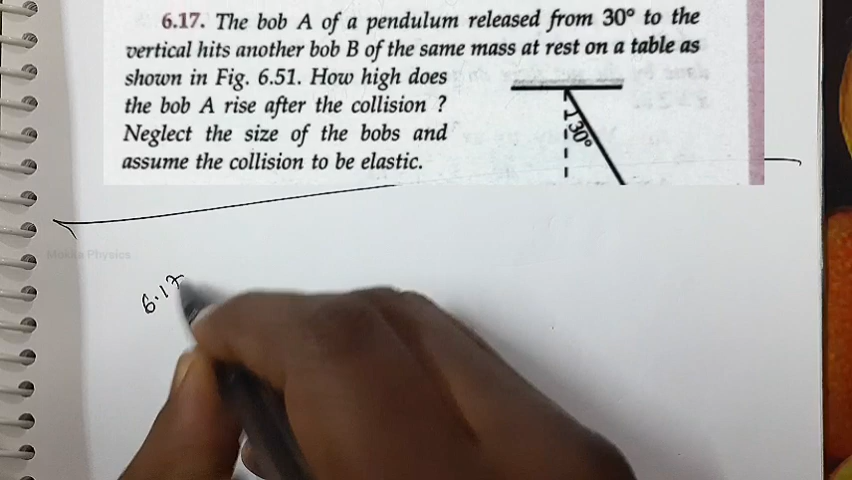 6.17. The bob A of a pendulum released from 30° to the
vertical hits another bob B of the same mass at rest on a table as
shown in Fig. 6.51. How high does
the bob A rise after the collision ?
Neglect the size of the bobs and
assume the collision to be elastic.
30°
Mokka Physics
6.17